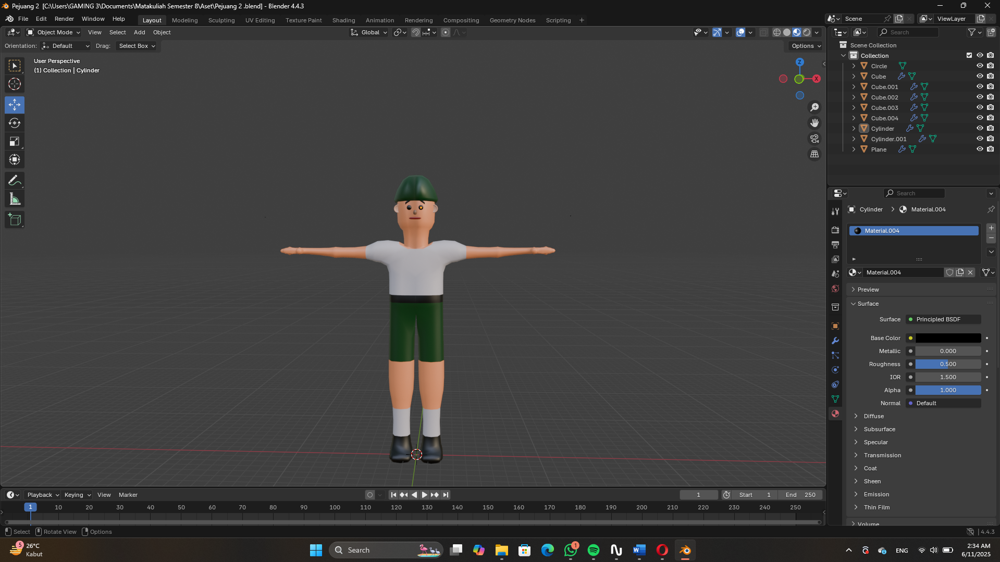 Pejuang 2 [C:\Users\GAMING 3\Documents\Matakuliah Semester 8\Aset\Pejuang 2 .blend] - Blender 4.4.3
File Edit Render Window Help
Layout Modeling Sculpting UV Editing Texture Paint Shading Animation Rendering Compositing Geometry Nodes Scripting +
Scene
ViewLayer
Object Mode View Select Add Object
Global
Search
Orientation: Default Drag: Select Box
Options
User Perspective
(1) Collection | Cylinder
Z
X
Scene Collection
Collection
Circle
Cube
Cube.001
Cube.002
Cube.003
Cube.004
Cylinder
Cylinder.001
Plane
Search
Cylinder > Material.004
Material.004
Material.004
Preview
Surface
Surface Principled BSDF
Base Color
Metallic 0.000
Roughness 0.500
IOR 1.500
Alpha 1.000
Normal Default
Diffuse
Subsurface
Specular
Transmission
Coat
Sheen
Emission
Thin Film
Volume
Playback Keying View Marker
1 Start 1 End 250
1 10 20 30 40 50 60 70 80 90 100 110 120 130 140 150 160 170 180 190 200 210 220 230 240 250
Select Rotate View Options
4.4.3
5
26°C
Kabut
Search
1
ENG
2:34 AM
6/11/2025